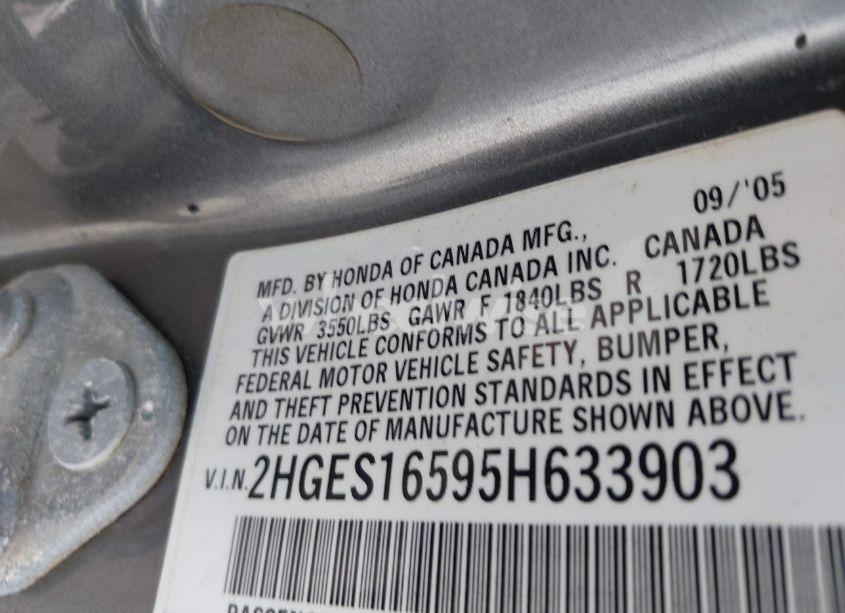 09/'05
MFD. BY HONDA OF CANADA MFG.,
A DIVISION OF HONDA CANADA INC. CANADA
GVWR 3550LBS GAWR F 1840LBS R 1720LBS
THIS VEHICLE CONFORMS TO ALL APPLICABLE
FEDERAL MOTOR VEHICLE SAFETY, BUMPER,
AND THEFT PREVENTION STANDARDS IN EFFECT
ON THE DATE OF MANUFACTURE SHOWN ABOVE.
V.I.N. 2HGES16595H633903